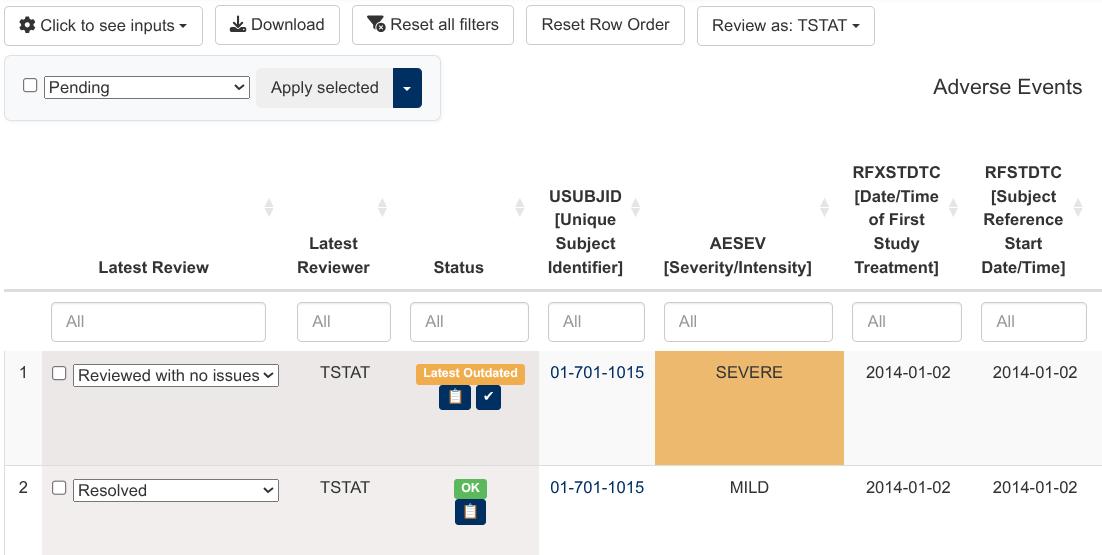 Click to see inputs
Download
Reset all filters
Reset Row Order
Review as: TSTAT
Pending
Apply selected
Adverse Events
Latest Review
Latest
Reviewer
Status
USUBJID
[Unique
Subject
Identifier]
AESEV
[Severity/Intensity]
RFXSTDTC
[Date/Time
of First
Study
Treatment]
RFSTDTC
[Subject
Reference
Start
Date/Time]
All All All All All All All
1 Reviewed with no issues TSTAT Latest Outdated 01-701-1015 SEVERE 2014-01-02 2014-01-02
2 Resolved TSTAT OK 01-701-1015 MILD 2014-01-02 2014-01-02